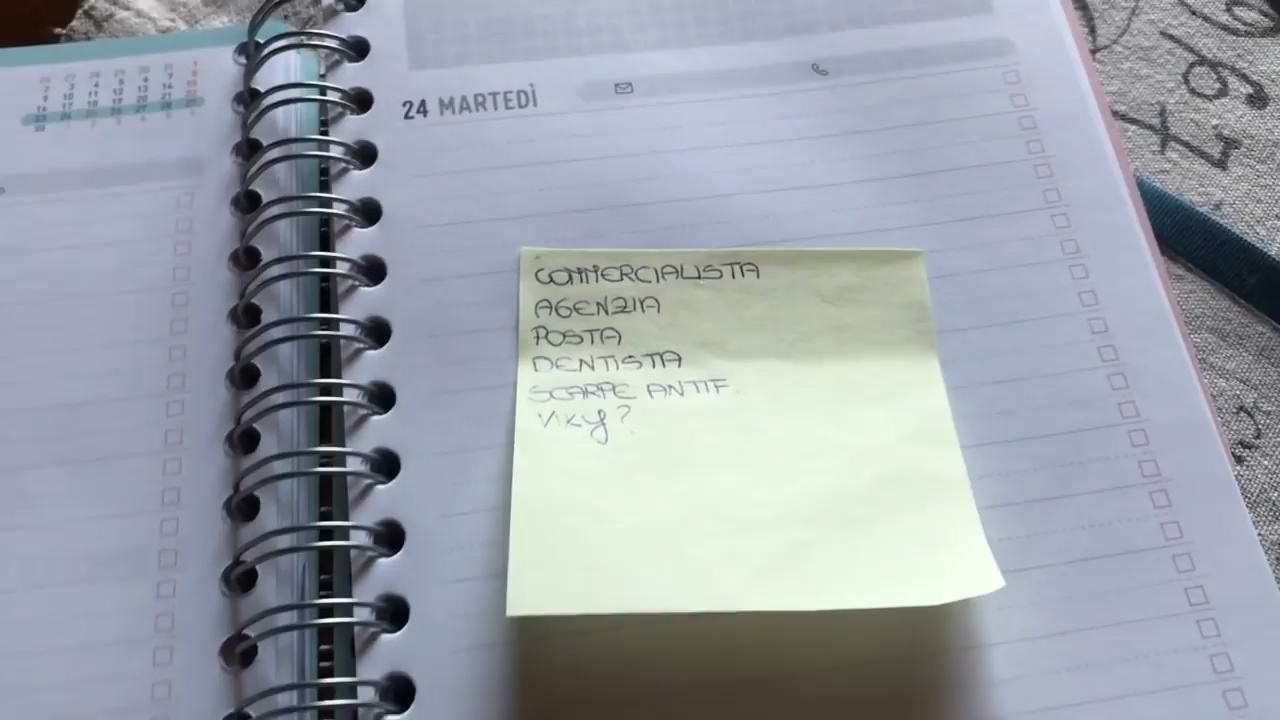 24 MARTEDÌ
COMMERCIALISTA
AGENZIA
POSTA
DENTISTA
SCARPE ANTIF.
VIKY?